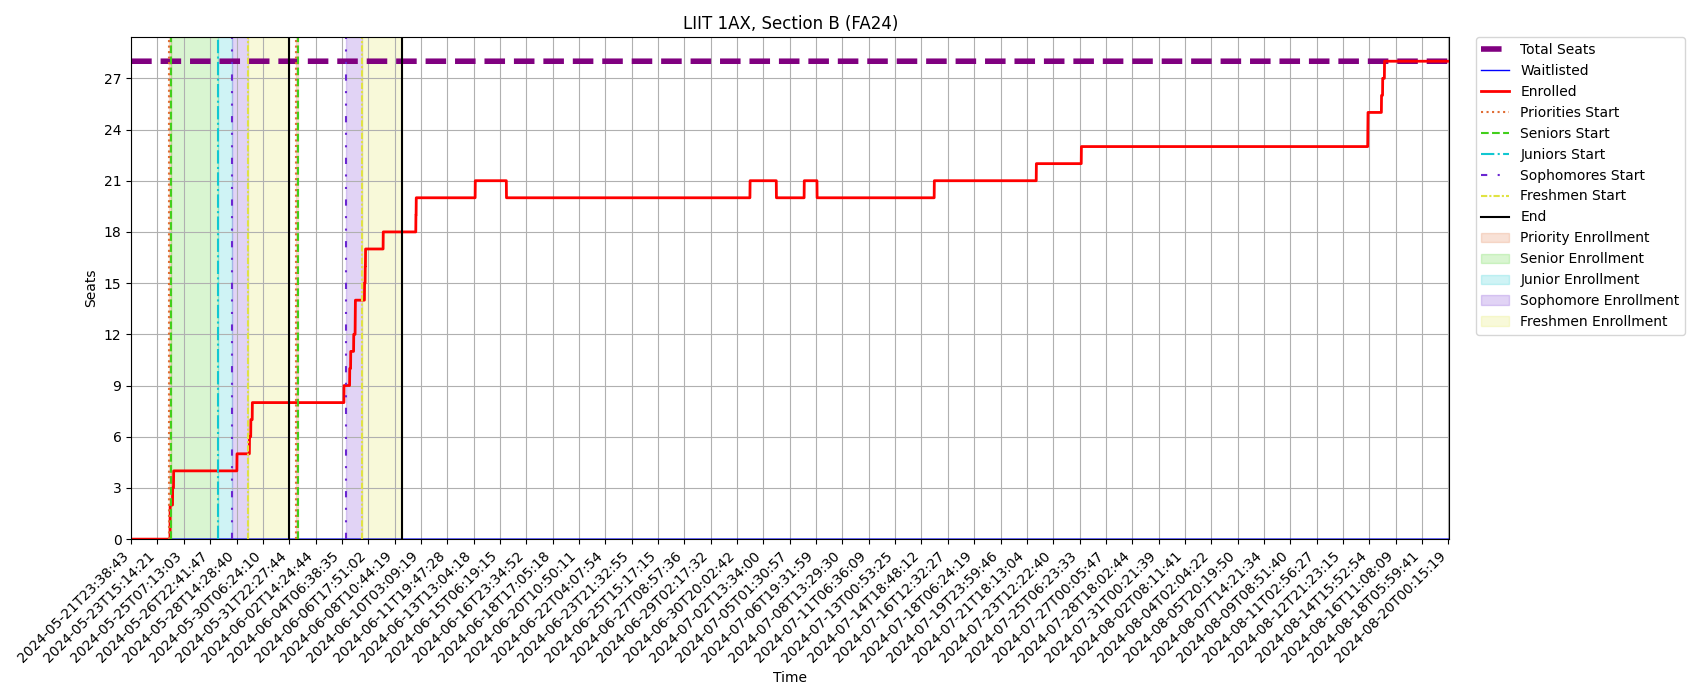 LIIT 1AX, Section B (FA24)
Total Seats
Waitlisted
Enrolled
Priorities Start
Seniors Start
Juniors Start
Sophomores Start
Freshmen Start
End
Priority Enrollment
Senior Enrollment
Junior Enrollment
Sophomore Enrollment
Freshmen Enrollment
Seats
27
24
21
18
15
12
9
6
3
0
2024-05-21T23:38:43
2024-05-23T15:14:21
2024-05-25T07:13:03
2024-05-26T22:41:47
2024-05-28T14:28:40
2024-05-30T06:24:10
2024-05-31T22:27:44
2024-06-02T14:24:44
2024-06-04T06:38:35
2024-06-06T17:51:02
2024-06-08T10:44:19
2024-06-10T03:09:19
2024-06-11T19:47:28
2024-06-13T13:04:18
2024-06-15T06:19:15
2024-06-16T23:34:52
2024-06-18T17:05:18
2024-06-20T10:50:11
2024-06-22T04:07:54
2024-06-23T21:32:55
2024-06-25T15:17:15
2024-06-27T08:57:36
2024-06-29T02:17:32
2024-06-30T20:02:42
2024-07-02T13:34:00
2024-07-05T01:30:57
2024-07-06T19:31:59
2024-07-08T13:29:30
2024-07-11T06:36:09
2024-07-13T00:53:25
2024-07-14T18:48:12
2024-07-16T12:32:27
2024-07-18T06:24:19
2024-07-19T23:59:46
2024-07-21T18:13:04
2024-07-23T12:22:40
2024-07-25T06:23:33
2024-07-27T00:05:47
2024-07-28T18:02:44
2024-07-31T00:21:39
2024-08-02T08:11:41
2024-08-04T02:04:22
2024-08-05T20:19:50
2024-08-07T14:21:34
2024-08-09T08:51:40
2024-08-11T02:56:27
2024-08-12T21:23:15
2024-08-14T15:52:54
2024-08-16T11:08:09
2024-08-18T05:59:41
2024-08-20T00:15:19
Time